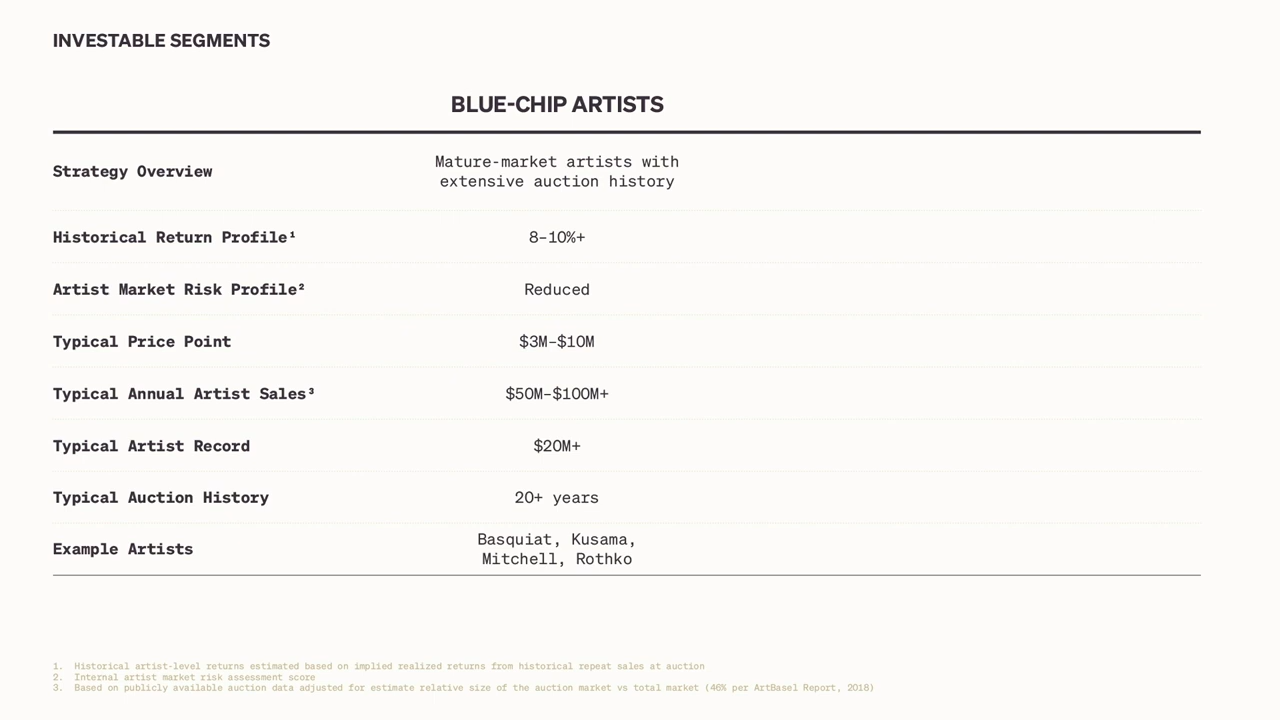 INVESTABLE SEGMENTS
BLUE-CHIP ARTISTS
Strategy Overview
Mature-market artists with
extensive auction history
Historical Return Profile¹
8–10%+
Artist Market Risk Profile²
Reduced
Typical Price Point
$3M–$10M
Typical Annual Artist Sales³
$50M–$100M+
Typical Artist Record
$20M+
Typical Auction History
20+ years
Example Artists
Basquiat, Kusama,
Mitchell, Rothko
1. Historical artist-level returns estimated based on implied realized returns from historical repeat sales at auction
2. Internal artist market risk assessment score
3. Based on publicly available auction data adjusted for estimate relative size of the auction market vs total market (46% per ArtBasel Report, 2018)